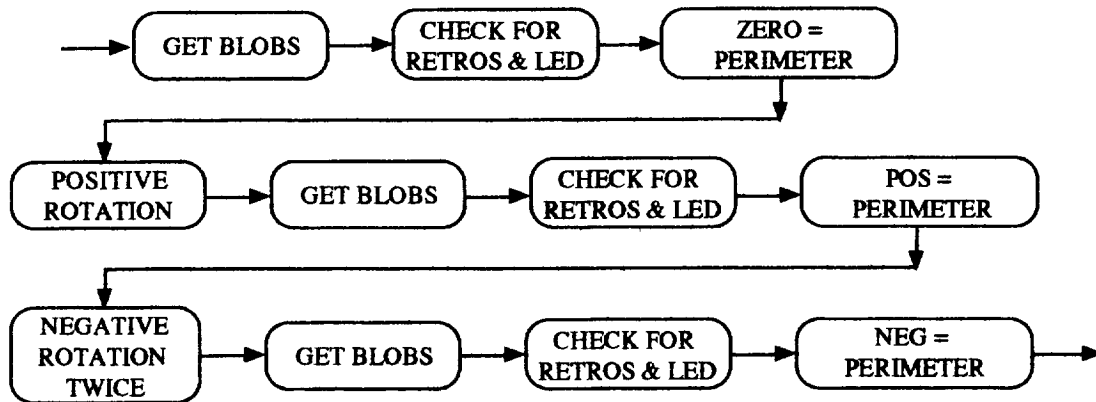 GET BLOBS
CHECK FOR
RETROS & LED
ZERO =
PERIMETER
POSITIVE
ROTATION
GET BLOBS
CHECK FOR
RETROS & LED
POS =
PERIMETER
NEGATIVE
ROTATION
TWICE
GET BLOBS
CHECK FOR
RETROS & LED
NEG =
PERIMETER